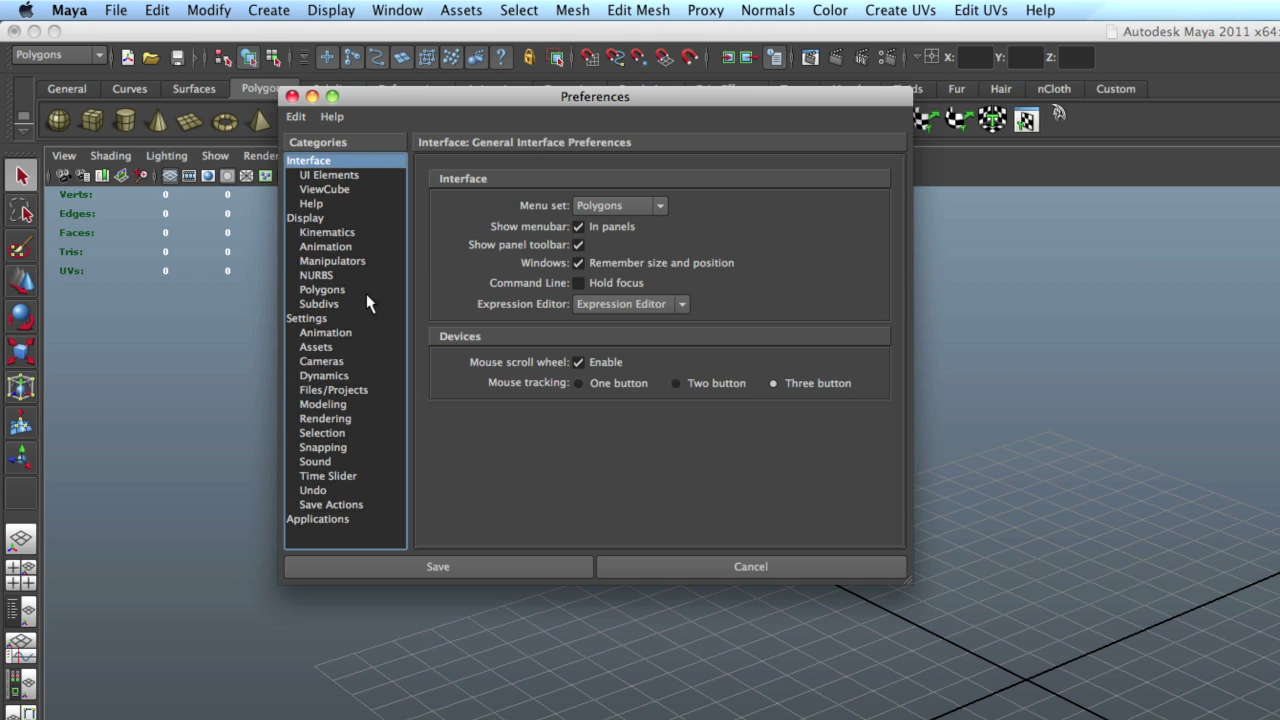 Maya File Edit Modify Create Display Window Assets Select Mesh Edit Mesh Proxy Normals Color Create UVs Edit UVs Help
Autodesk Maya 2011 x64:
Polygons X: Y: Z:
General Curves Surfaces Fur Hair nCloth Custom
Preferences
Edit Help
View Shading Lighting Show
Verts: 0 0
Edges: 0 0
Faces: 0 0
Tris: 0 0
UVs: 0 0
Categories
Interface
UI Elements
ViewCube
Help
Display
Kinematics
Animation
Manipulators
NURBS
Polygons
Subdivs
Settings
Animation
Assets
Cameras
Dynamics
Files/Projects
Modeling
Rendering
Selection
Snapping
Sound
Time Slider
Undo
Save Actions
Applications
Interface: General Interface Preferences
Interface
Menu set: Polygons
Show menubar: In panels
Show panel toolbar:
Windows: Remember size and position
Command Line: Hold focus
Expression Editor: Expression Editor
Devices
Mouse scroll wheel: Enable
Mouse tracking: One button Two button Three button
Save Cancel